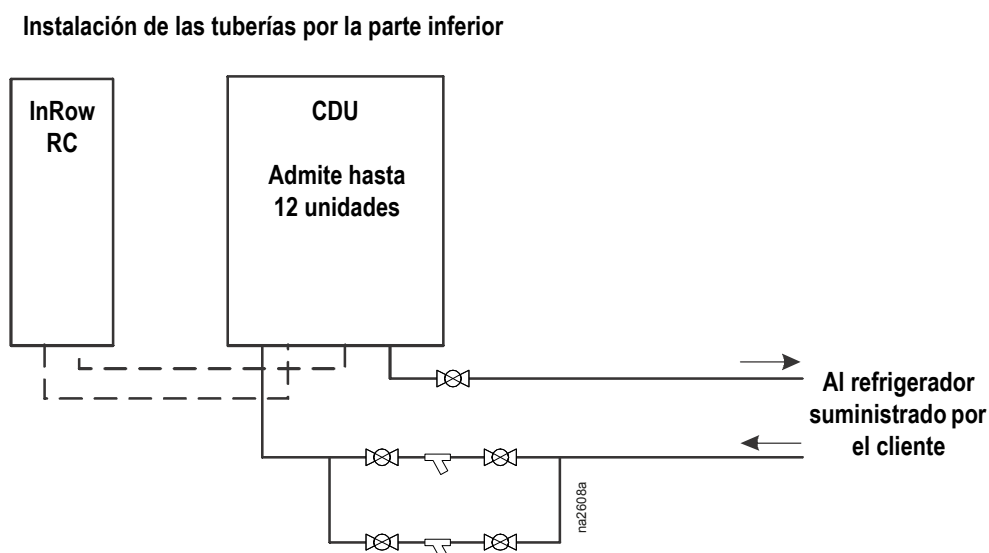 Instalación de las tuberías por la parte inferior
InRow
RC
CDU
Admite hasta
12 unidades
Al refrigerador
suministrado por
el cliente
na2608a